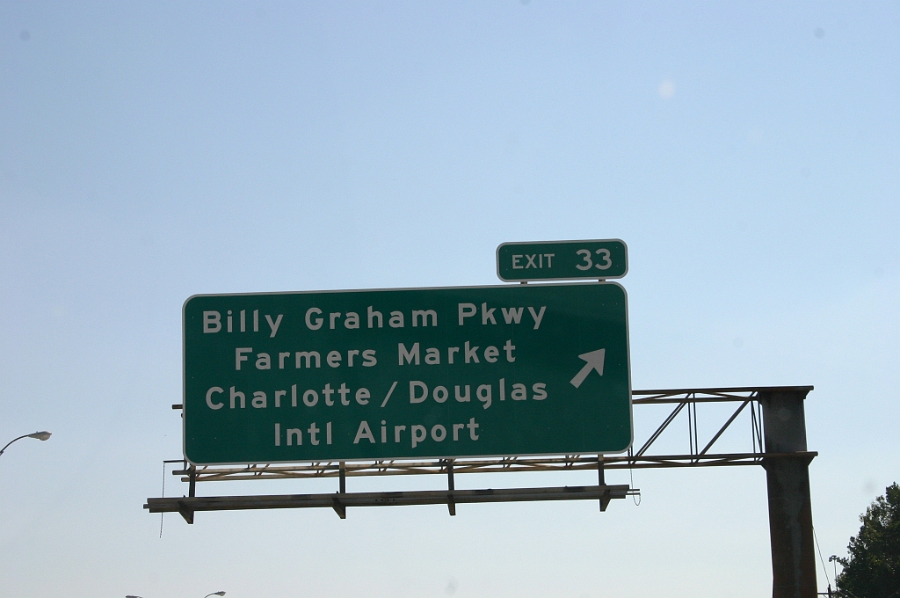 EXIT 33
Billy Graham Pkwy
Farmers Market
Charlotte / Douglas
Intl Airport